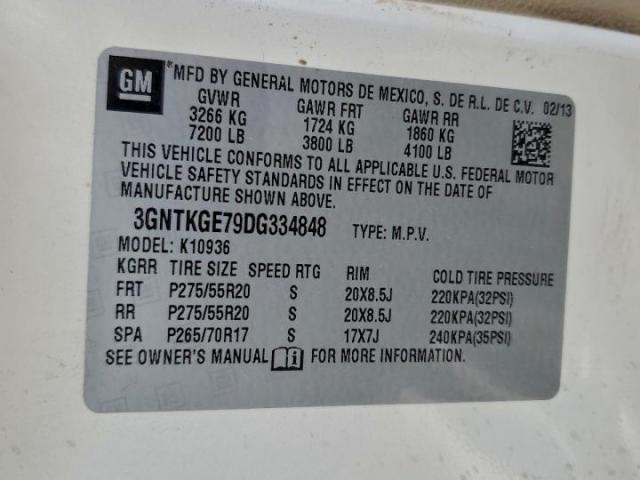 GM
MFD BY GENERAL MOTORS DE MEXICO, S. DE R.L. DE C.V. 02/13
GVWR GAWR FRT GAWR RR
3266 KG 1724 KG 1860 KG
7200 LB 3800 LB 4100 LB
THIS VEHICLE CONFORMS TO ALL APPLICABLE U.S. FEDERAL MOTOR
VEHICLE SAFETY STANDARDS IN EFFECT ON THE DATE OF
MANUFACTURE SHOWN ABOVE.
3GNTKGE79DG334848 TYPE: M.P.V.
MODEL: K10936
KGRR TIRE SIZE SPEED RTG RIM COLD TIRE PRESSURE
FRT P275/55R20 S 20X8.5J 220KPA(32PSI)
RR P275/55R20 S 20X8.5J 220KPA(32PSI)
SPA P265/70R17 S 17X7J 240KPA(35PSI)
SEE OWNER'S MANUAL FOR MORE INFORMATION.